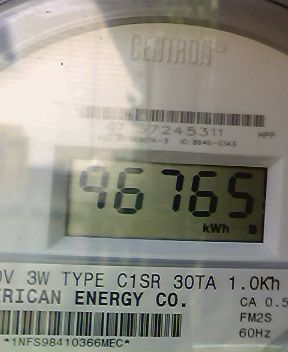 CENTRON®
57245311 NPP
96765
kWh
3W TYPE C1SR 30TA 1.0Kh
RICAN ENERGY CO.
CA 0.5
FM2S
60Hz
*1NFS98410366MEC*